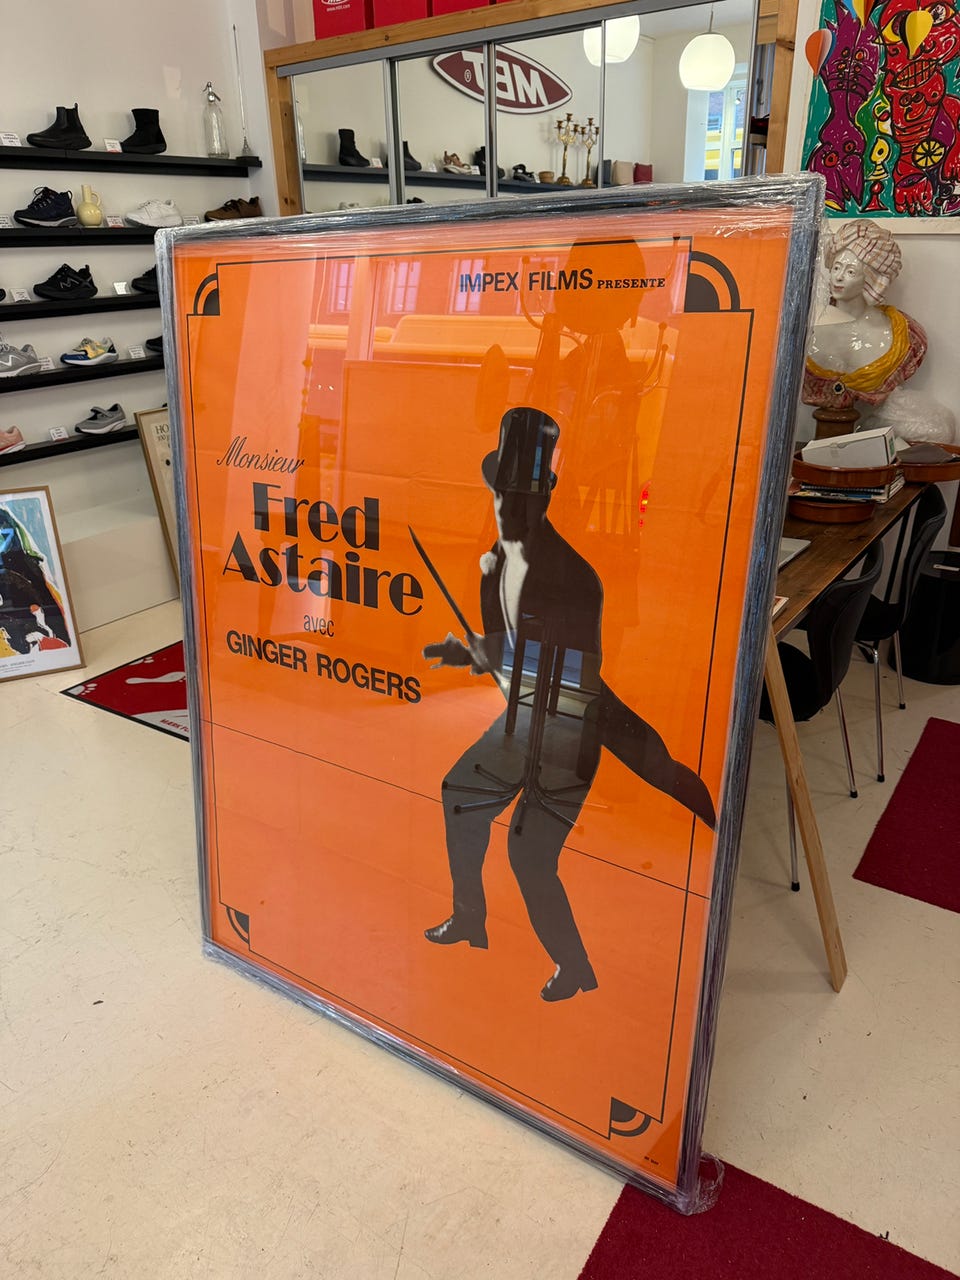 MBT
IMPEX FILMS PRESENTE
Monsieur
Fred
Astaire
avec
GINGER ROGERS